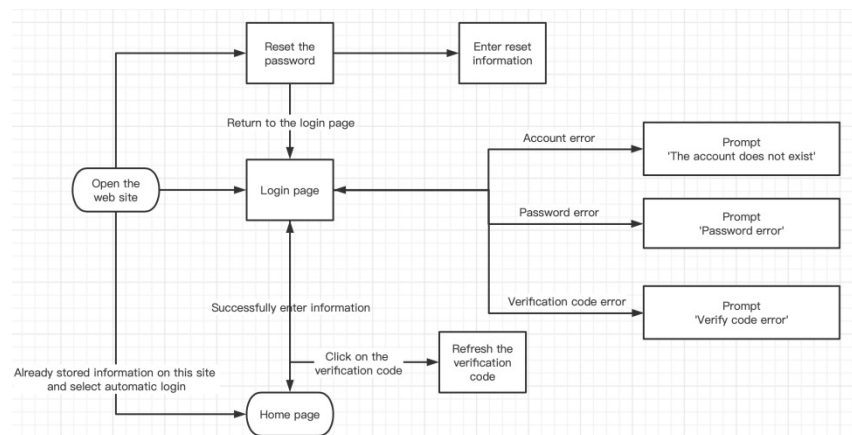 Reset the
password
Enter reset
information
Return to the login page
Account error
Prompt
'The account does not exist'
Open the
web site
Login page
Password error
Prompt
'Password error'
Successfully enter information
Verification code error
Prompt
'Verify code error'
Click on the
verification code
Refresh the
verification
code
Already stored information on this site
and select automatic login
Home page